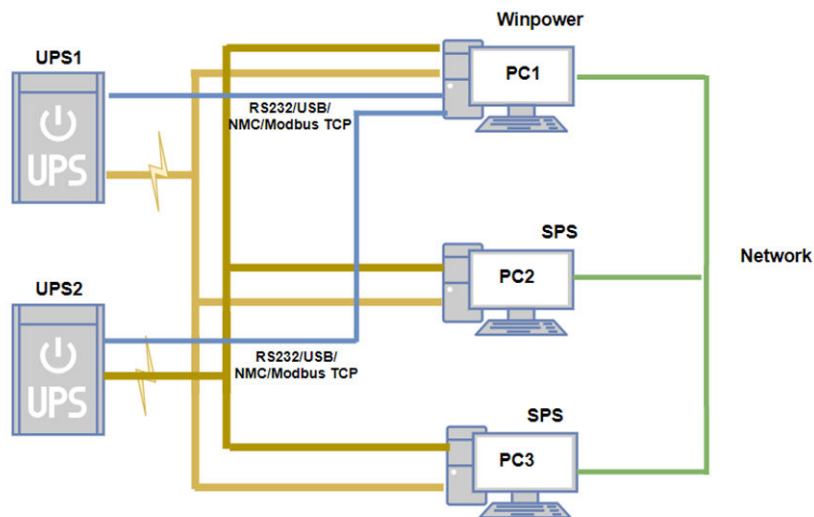 Winpower
UPS1
PC1
UPS
RS232/USB/
NMC/Modbus TCP
SPS
PC2
Network
UPS2
UPS
RS232/USB/
NMC/Modbus TCP
SPS
PC3